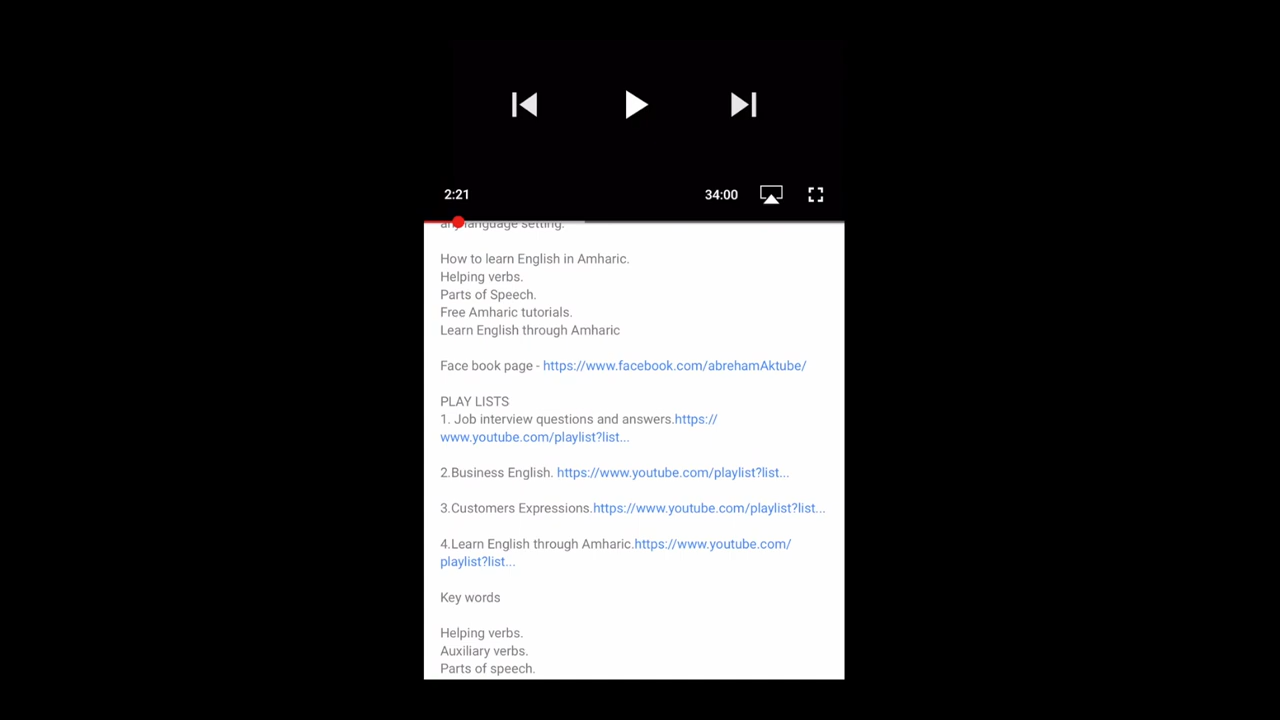 2:21
34:00
any language setting.
How to learn English in Amharic.
Helping verbs.
Parts of Speech.
Free Amharic tutorials.
Learn English through Amharic
Face book page - https://www.facebook.com/abrehamAktube/
PLAY LISTS
1. Job interview questions and answers.https://
www.youtube.com/playlist?list...
2.Business English. https://www.youtube.com/playlist?list...
3.Customers Expressions.https://www.youtube.com/playlist?list...
4.Learn English through Amharic.https://www.youtube.com/
playlist?list...
Key words
Helping verbs.
Auxiliary verbs.
Parts of speech.